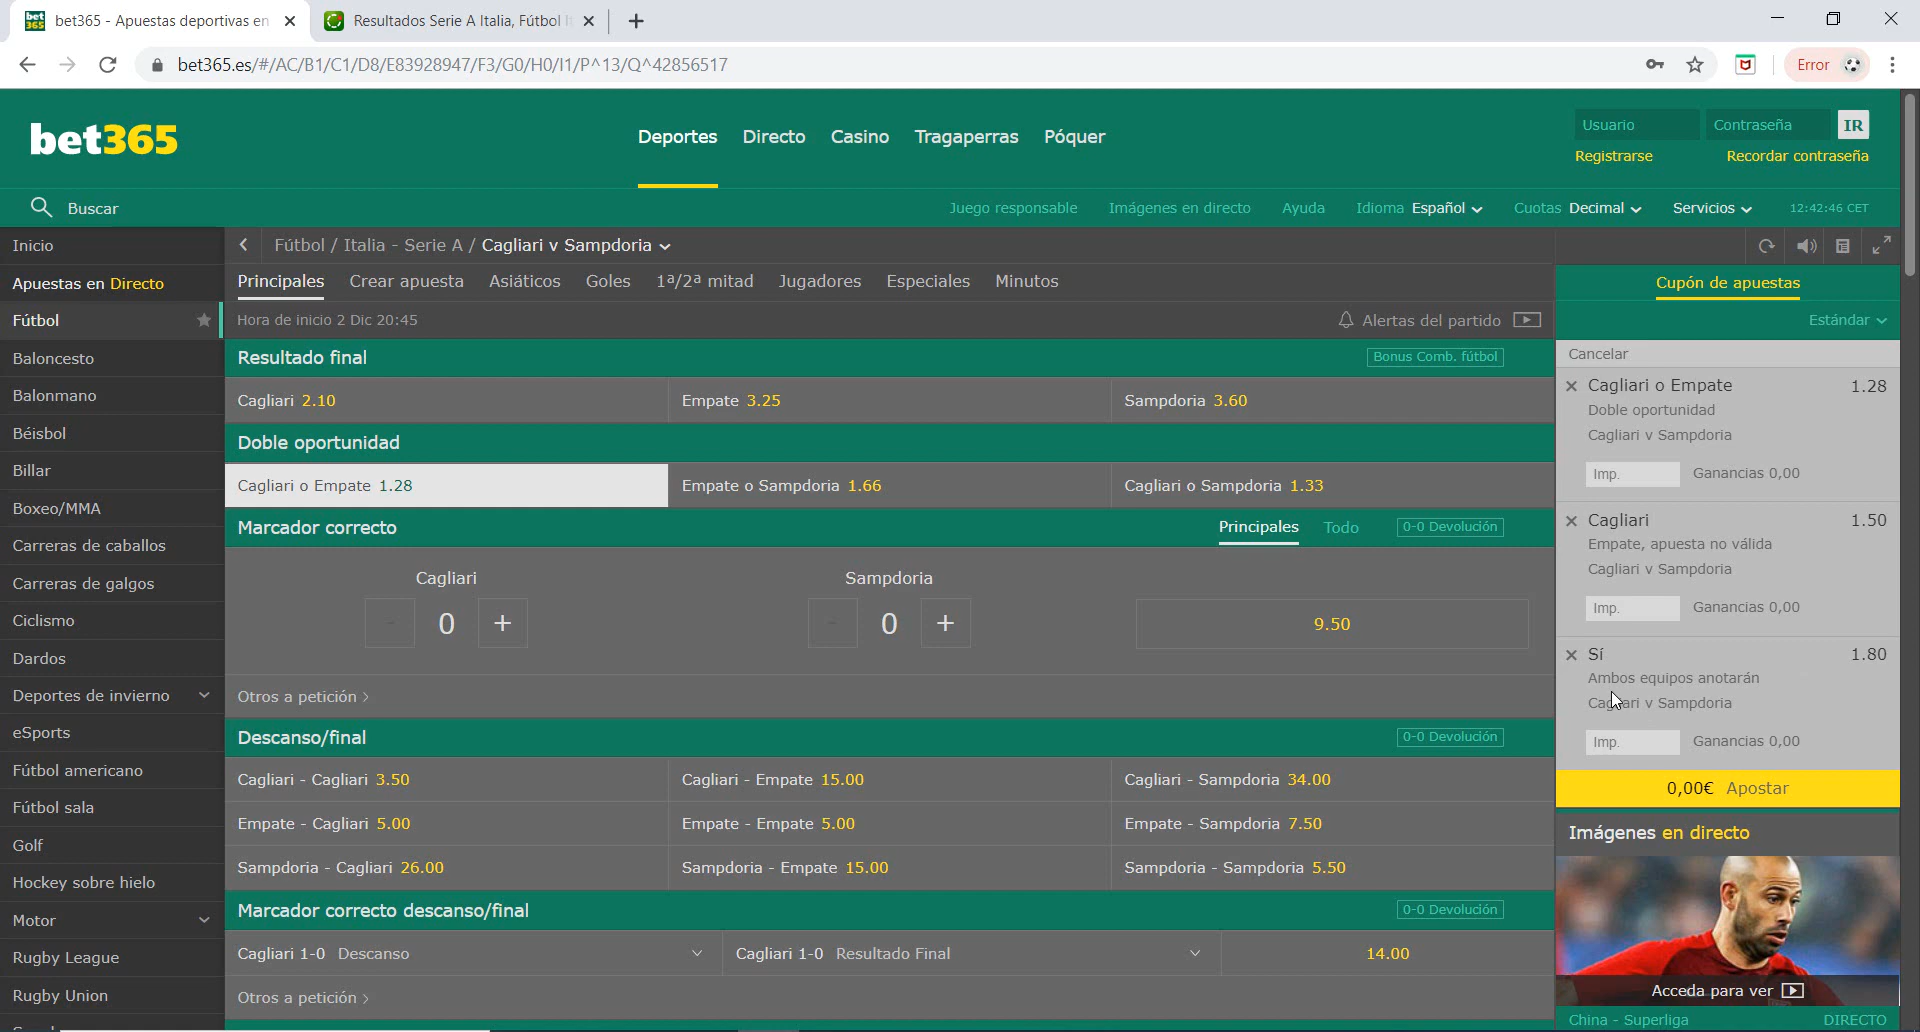 bet365 - Apuestas deportivas en
Resultados Serie A Italia, Fútbol I
bet365.es/#/AC/B1/C1/D8/E83928947/F3/G0/H0/I1/P^13/Q^42856517
Error
bet365
Deportes Directo Casino Tragaperras Póquer
Usuario Contraseña IR
Registrarse Recordar contraseña
Buscar
Juego responsable Imágenes en directo Ayuda Idioma Español Cuotas Decimal Servicios 12:42:46 CET
Inicio
Apuestas en Directo
Fútbol
Baloncesto
Balonmano
Béisbol
Billar
Boxeo/MMA
Carreras de caballos
Carreras de galgos
Ciclismo
Dardos
Deportes de invierno
eSports
Fútbol americano
Fútbol sala
Golf
Hockey sobre hielo
Motor
Rugby League
Rugby Union
Fútbol / Italia - Serie A / Cagliari v Sampdoria
Principales Crear apuesta Asiáticos Goles 1ª/2ª mitad Jugadores Especiales Minutos
Hora de inicio 2 Dic 20:45
Alertas del partido
Resultado final Bonus Comb. fútbol
Cagliari 2.10 Empate 3.25 Sampdoria 3.60
Doble oportunidad
Cagliari o Empate 1.28 Empate o Sampdoria 1.66 Cagliari o Sampdoria 1.33
Marcador correcto Principales Todo 0-0 Devolución
Cagliari Sampdoria
- 0 + - 0 + 9.50
Otros a petición >
Descanso/final 0-0 Devolución
Cagliari - Cagliari 3.50 Cagliari - Empate 15.00 Cagliari - Sampdoria 34.00
Empate - Cagliari 5.00 Empate - Empate 5.00 Empate - Sampdoria 7.50
Sampdoria - Cagliari 26.00 Sampdoria - Empate 15.00 Sampdoria - Sampdoria 5.50
Marcador correcto descanso/final 0-0 Devolución
Cagliari 1-0 Descanso Cagliari 1-0 Resultado Final 14.00
Otros a petición >
Cupón de apuestas
Estándar
Cancelar
Cagliari o Empate 1.28
Doble oportunidad
Cagliari v Sampdoria
Imp. Ganancias 0,00
Cagliari 1.50
Empate, apuesta no válida
Cagliari v Sampdoria
Imp. Ganancias 0,00
Sí 1.80
Ambos equipos anotarán
Cagliari v Sampdoria
Imp. Ganancias 0,00
0,00€ Apostar
Imágenes en directo
Acceda para ver
China - Superliga DIRECTO